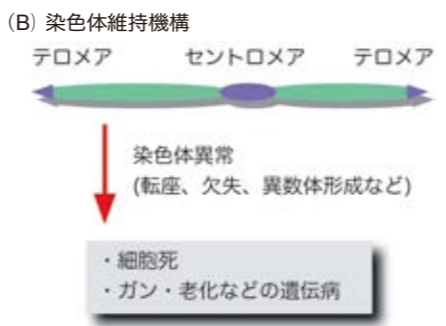 (B) 染色体維持機構
テロメア セントロメア テロメア
染色体異常
(転座、欠失、異数体形成など)
・細胞死
・ガン・老化などの遺伝病